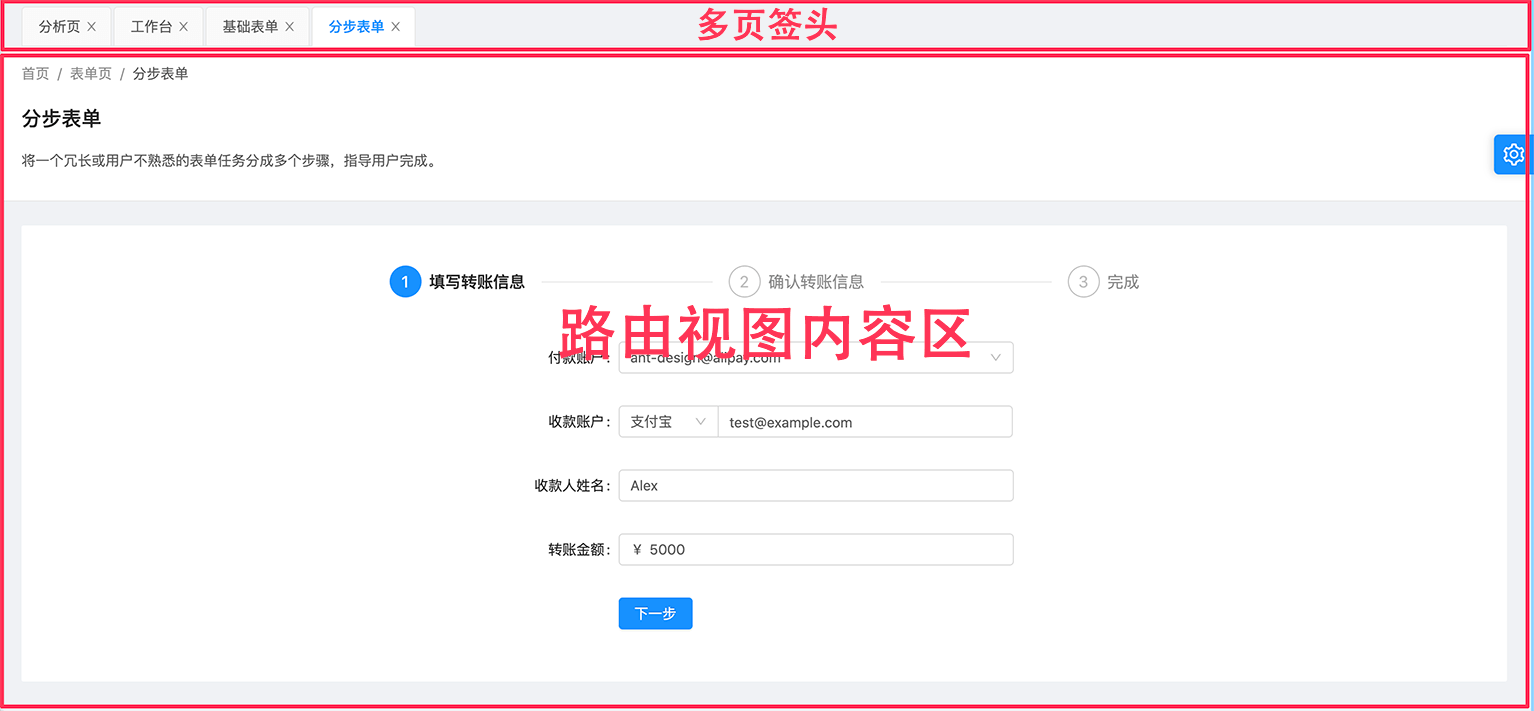 分析页 工作台 基础表单 分步表单
多页签头
首页 / 表单页 / 分步表单
分步表单
将一个冗长或用户不熟悉的表单任务分成多个步骤，指导用户完成。
1 填写转账信息 2 确认转账信息 3 完成
路由视图内容区
付款账户： ant-design@alipay.com
收款账户： 支付宝 test@example.com
收款人姓名： Alex
转账金额： ¥ 5000
下一步